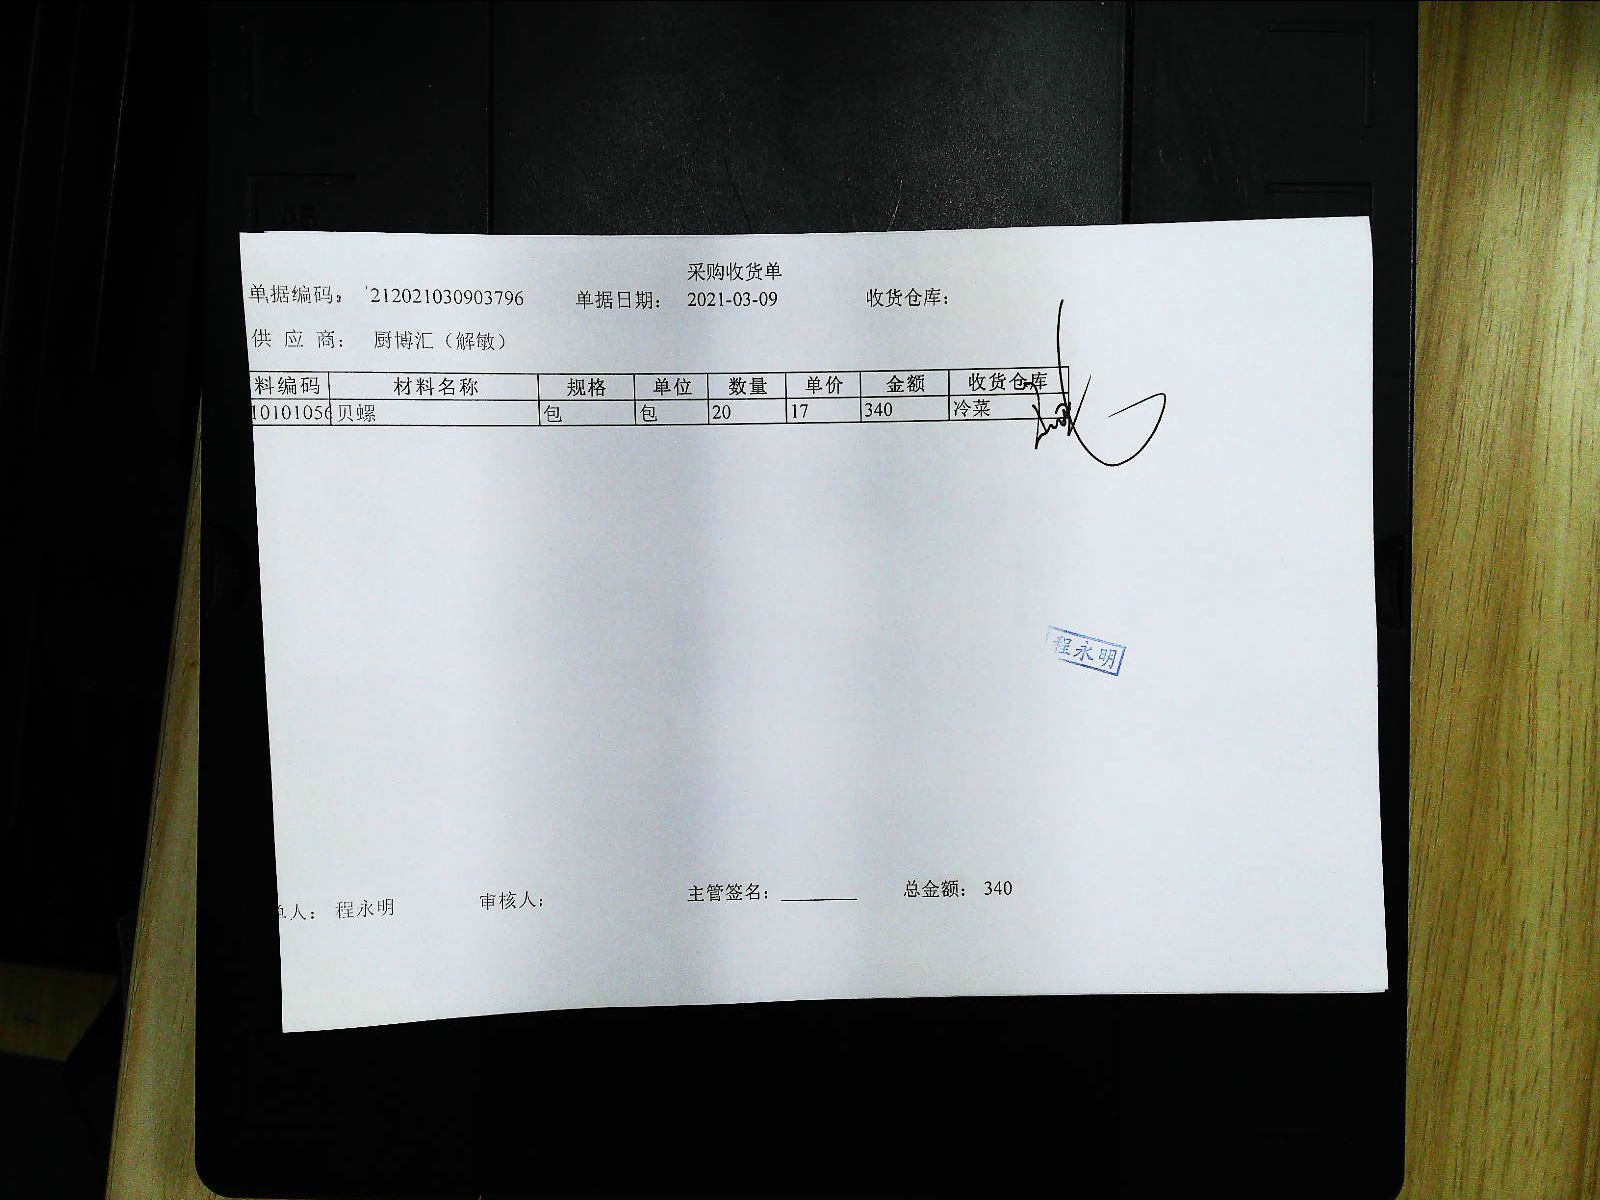 采购收货单
单据编码： '212021030903796 单据日期： 2021-03-09 收货仓库：
供 应 商： 厨博汇（解敏）
料编码 材料名称 规格 单位 数量 单价 金额 收货仓库
10101056 贝螺 包 包 20 17 340 冷菜
程永明
单人： 程永明 审核人： 主管签名： 总金额： 340